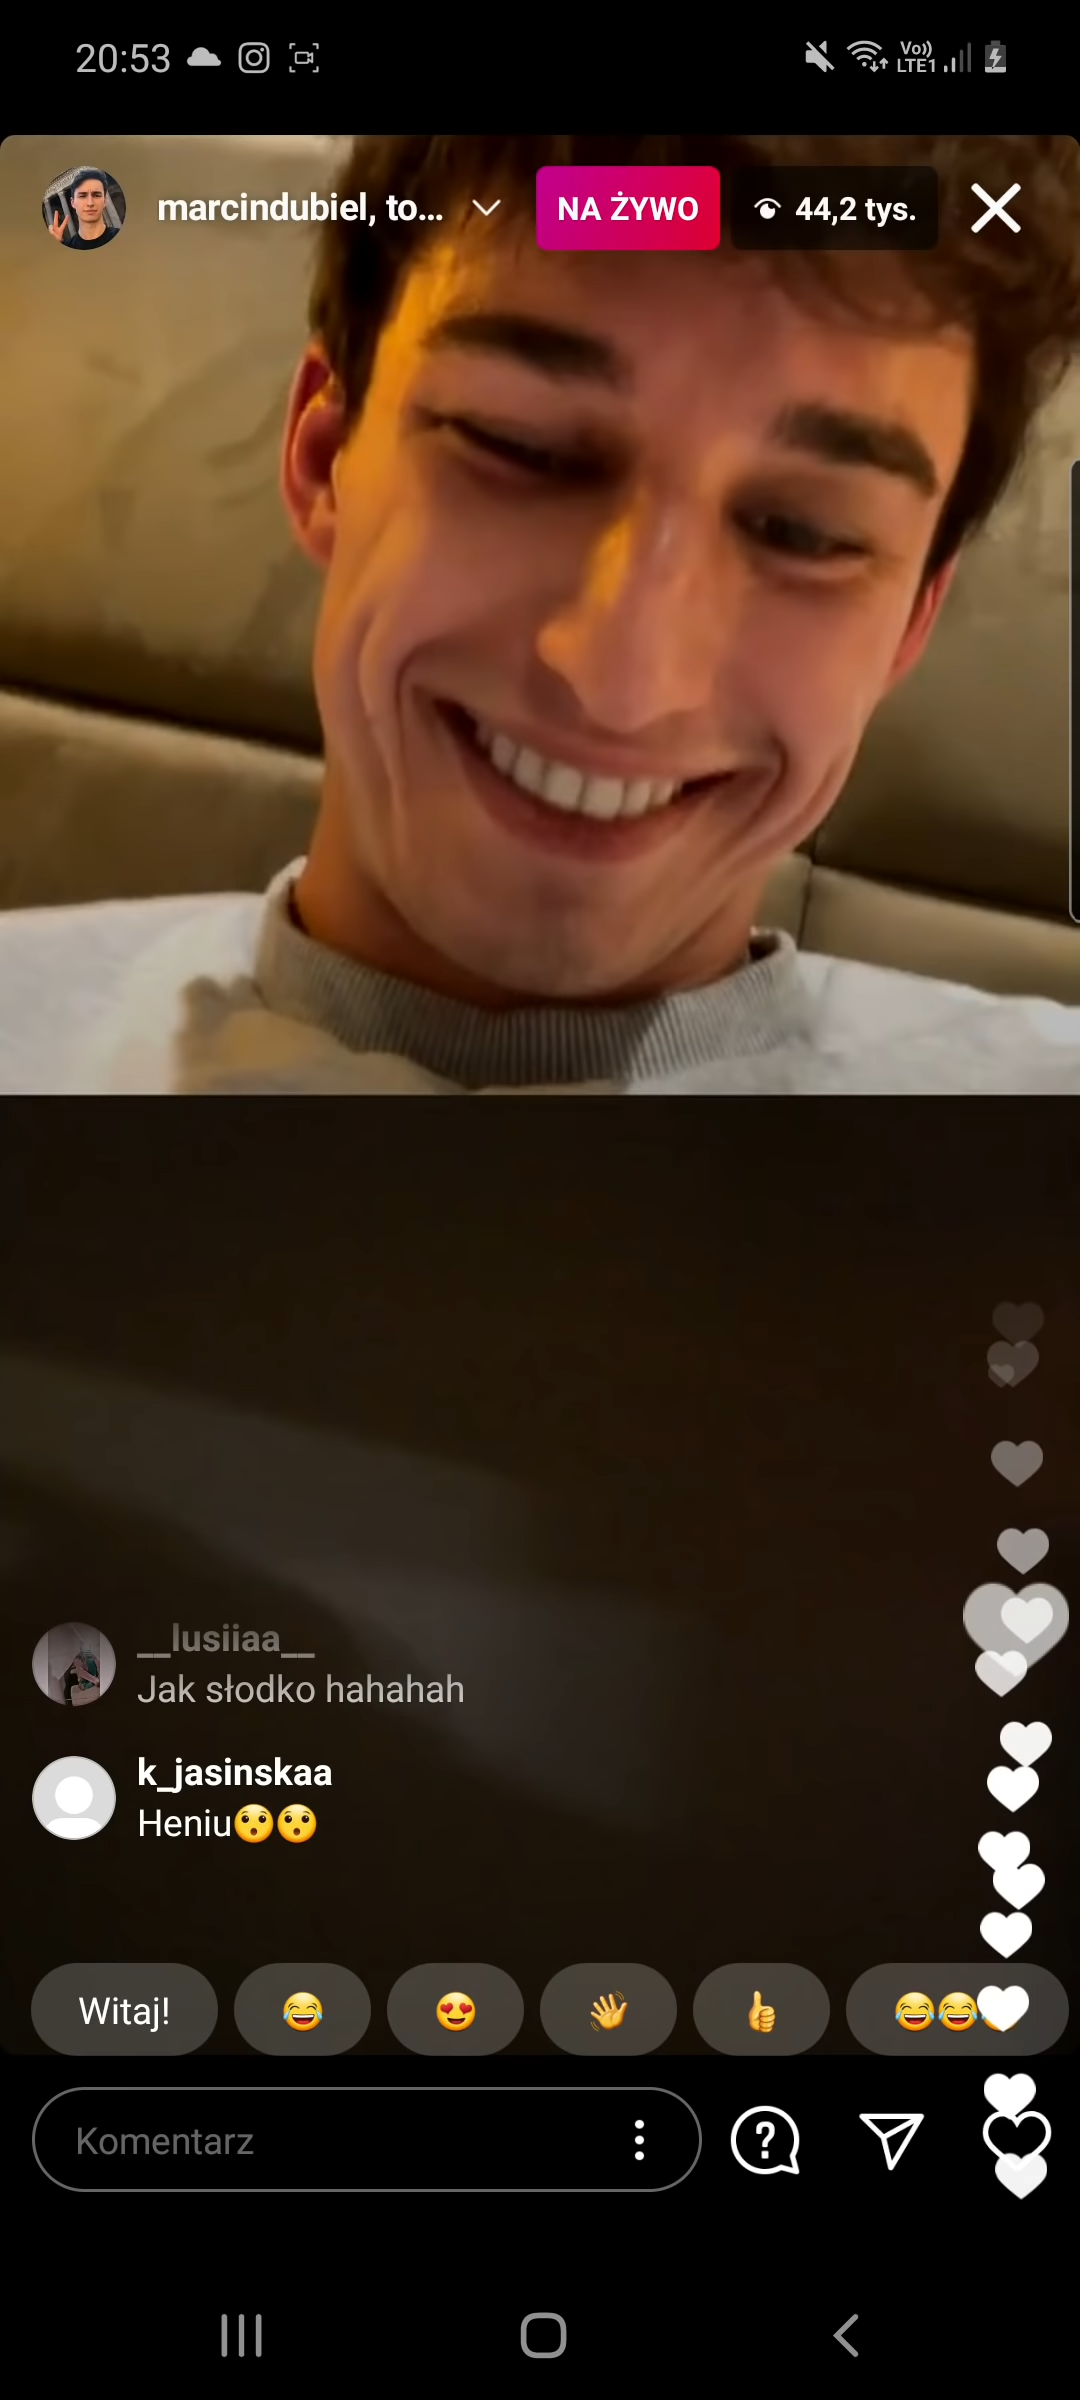 20:53
Vo))
LTE1
marcindubiel, to...
NA ŻYWO
44,2 tys.
__lusiiaa__
Jak słodko hahahah
k_jasinskaa
Heniu😯😯
Witaj!
😂
😍
👋
👍
😂😂
Komentarz